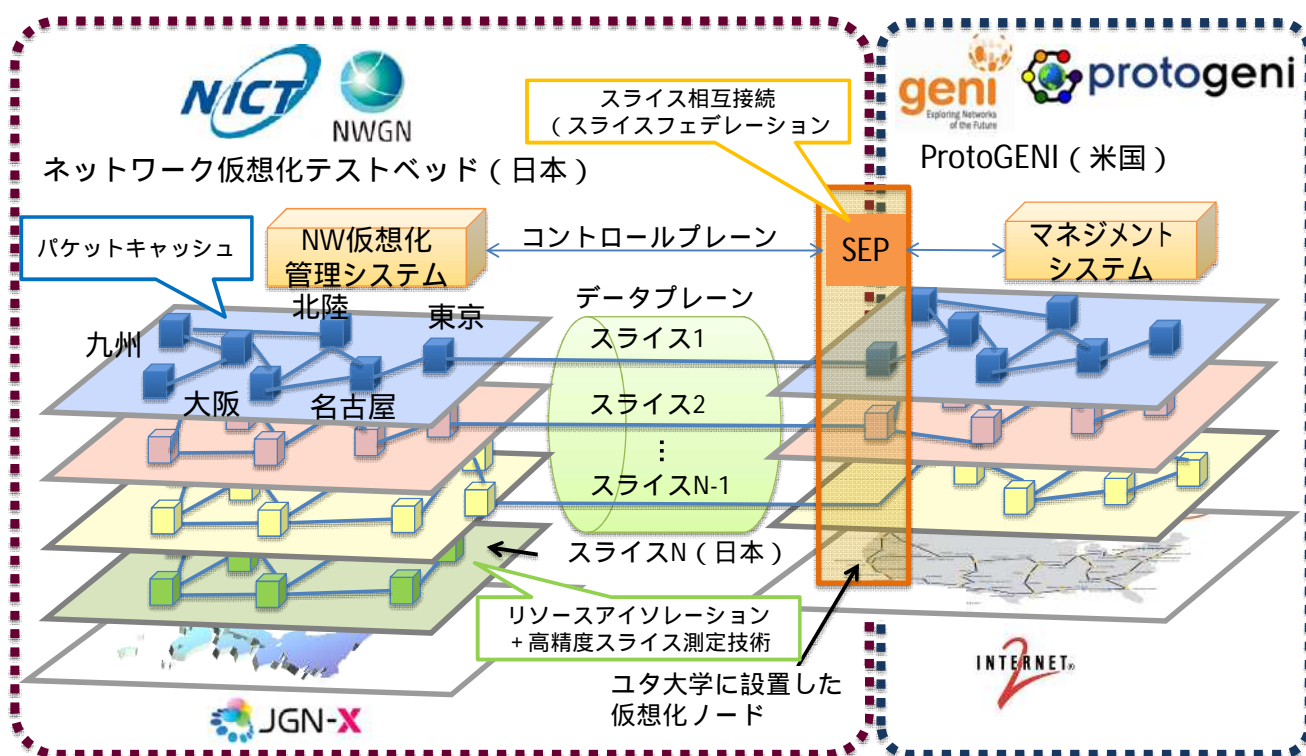 NICT
NWGN
ネットワーク仮想化テストベッド（日本）
スライス相互接続
（スライスフェデレーション
geni
Exploring Networks
of the Future
protogeni
ProtoGENI（米国）
パケットキャッシュ
NW仮想化
管理システム
コントロールプレーン
SEP
マネジメント
システム
データプレーン
北陸
東京
九州
大阪
名古屋
スライス1
スライス2
⋮
スライスN-1
スライスN（日本）
リソースアイソレーション
+高精度スライス測定技術
ユタ大学に設置した
仮想化ノード
JGN-X
INTERNET®
2